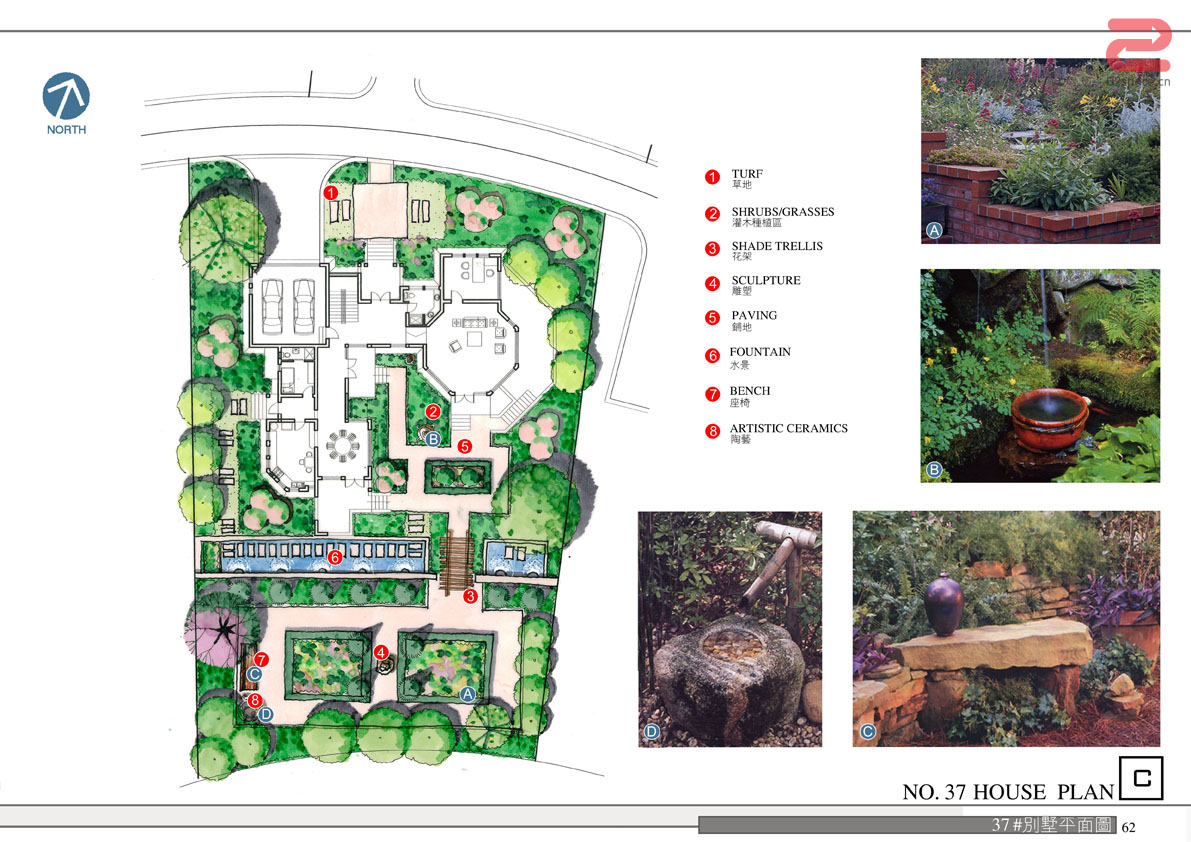 NORTH
1 TURF
草地
2 SHRUBS/GRASSES
灌木種植區
3 SHADE TRELLIS
花架
4 SCULPTURE
雕塑
5 PAVING
鋪地
6 FOUNTAIN
水景
7 BENCH
座椅
8 ARTISTIC CERAMICS
陶藝
1
2
B
5
6
3
4
7
C
8
D
A
A
B
D
C
NO. 37 HOUSE PLAN C
37#別墅平面圖 62